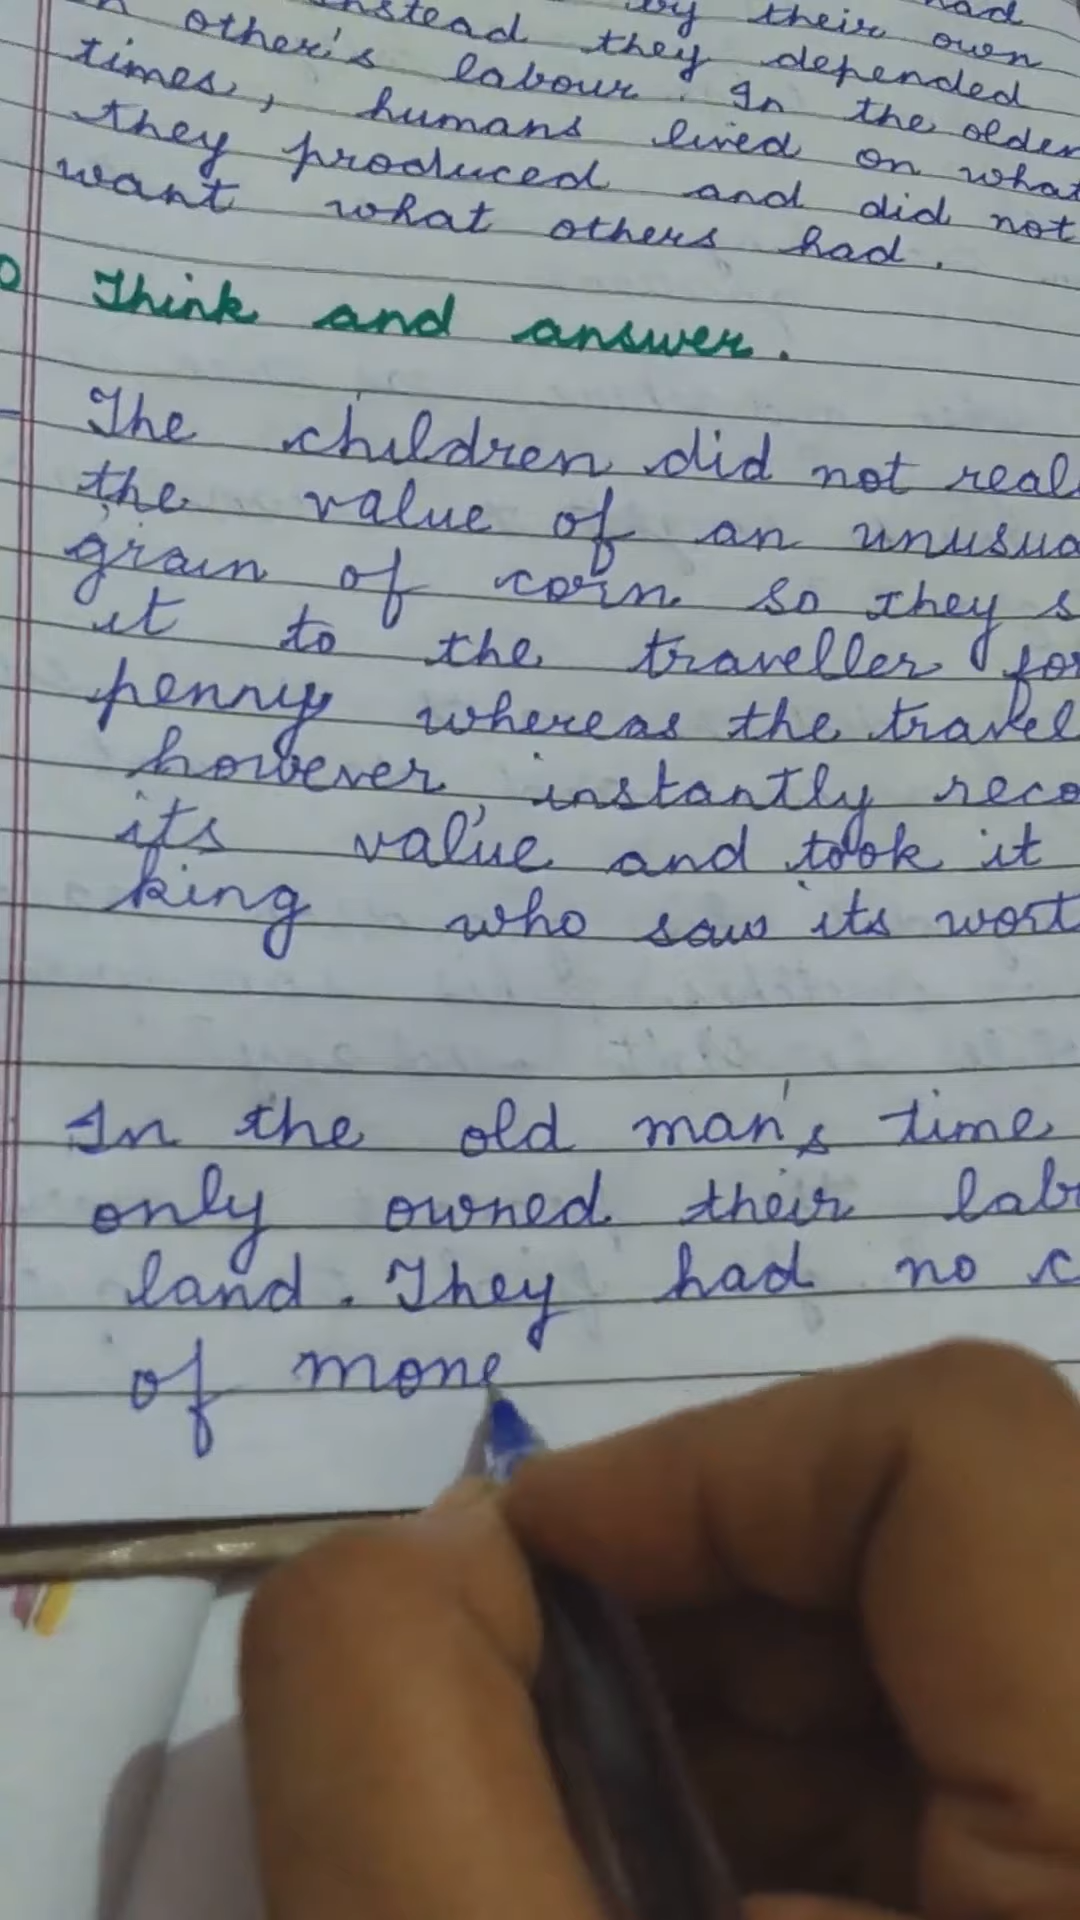 instead by their own
other's labour. In the older
times, humans lived on what
they produced and did not
want what others had.
Think and answer.
The children did not real
the value of an unusua
grain of corn so they s
it to the traveller for
penny whereas the travel
however instantly reco
its value and took it
king who saw its wort
In the old man's time
only owned their lab
land. They had no c
of mone